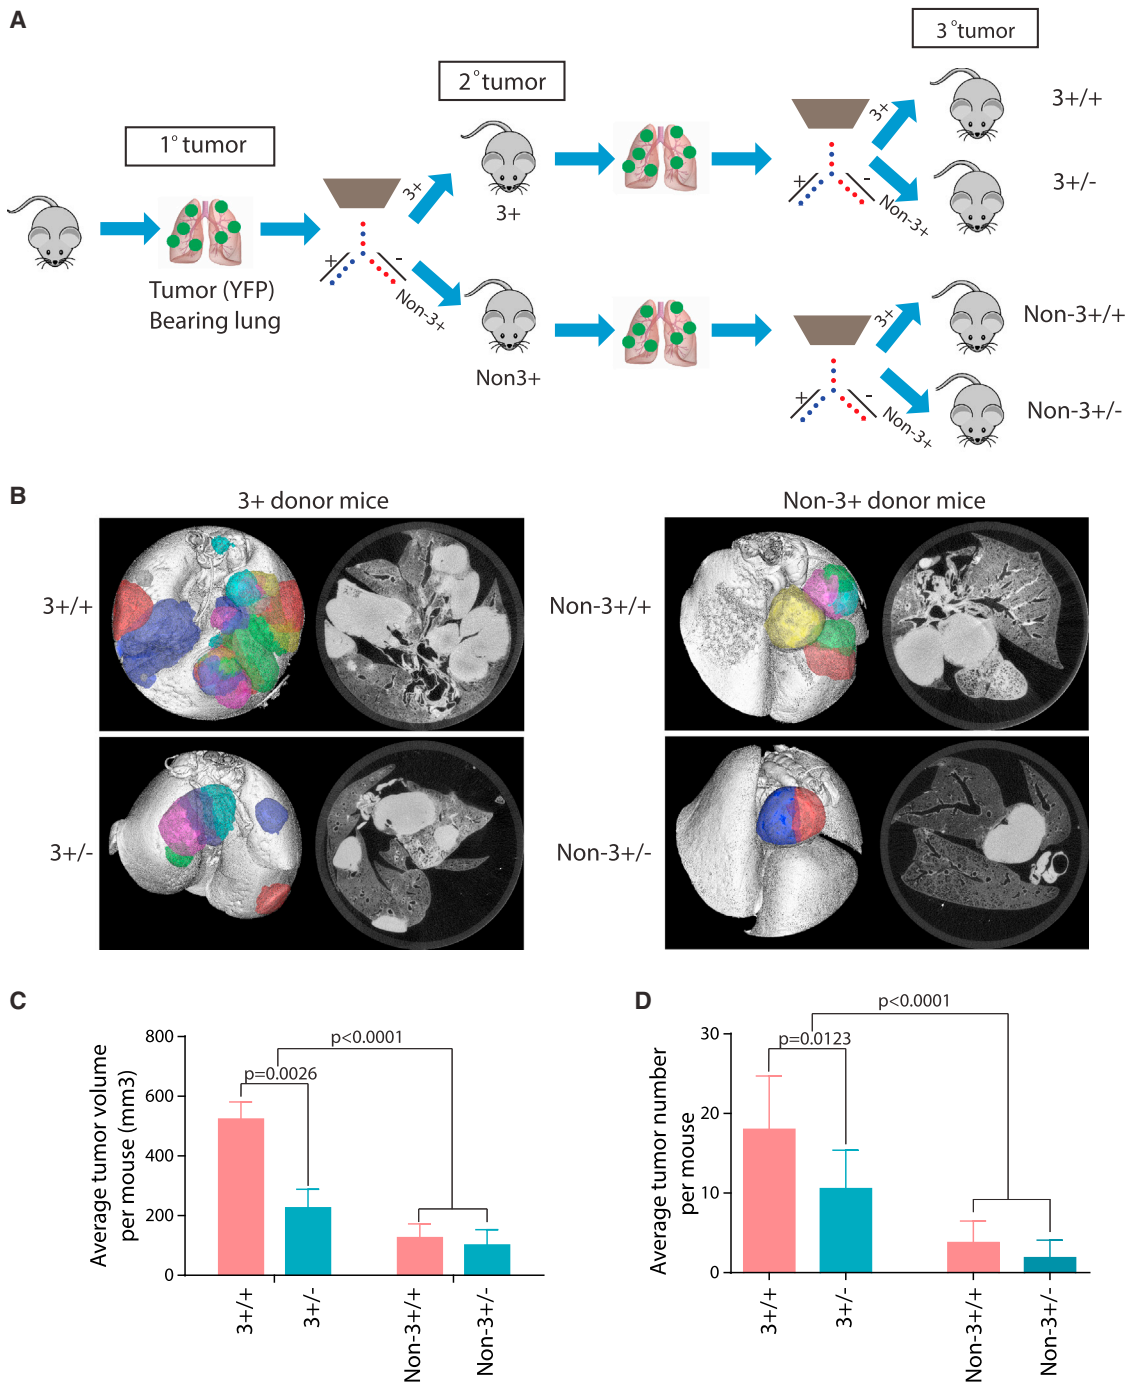 A
3°tumor
2°tumor
1°tumor
3+
3+/+
+
-
Non-3+
3+/-
3+
3+
+
-
Non-3+
Tumor (YFP)
Bearing lung
Non3+
3+
Non-3+/+
+
-
Non-3+
Non-3+/-
B
3+ donor mice
Non-3+ donor mice
3+/+
Non-3+/+
3+/-
Non-3+/-
C
Average tumor volume
per mouse (mm3)
800
600
400
200
0
p<0.0001
p=0.0026
3+/+
3+/-
Non-3+/+
Non-3+/-
D
Average tumor number
per mouse
30
20
10
0
p<0.0001
p=0.0123
3+/+
3+/-
Non-3+/+
Non-3+/-